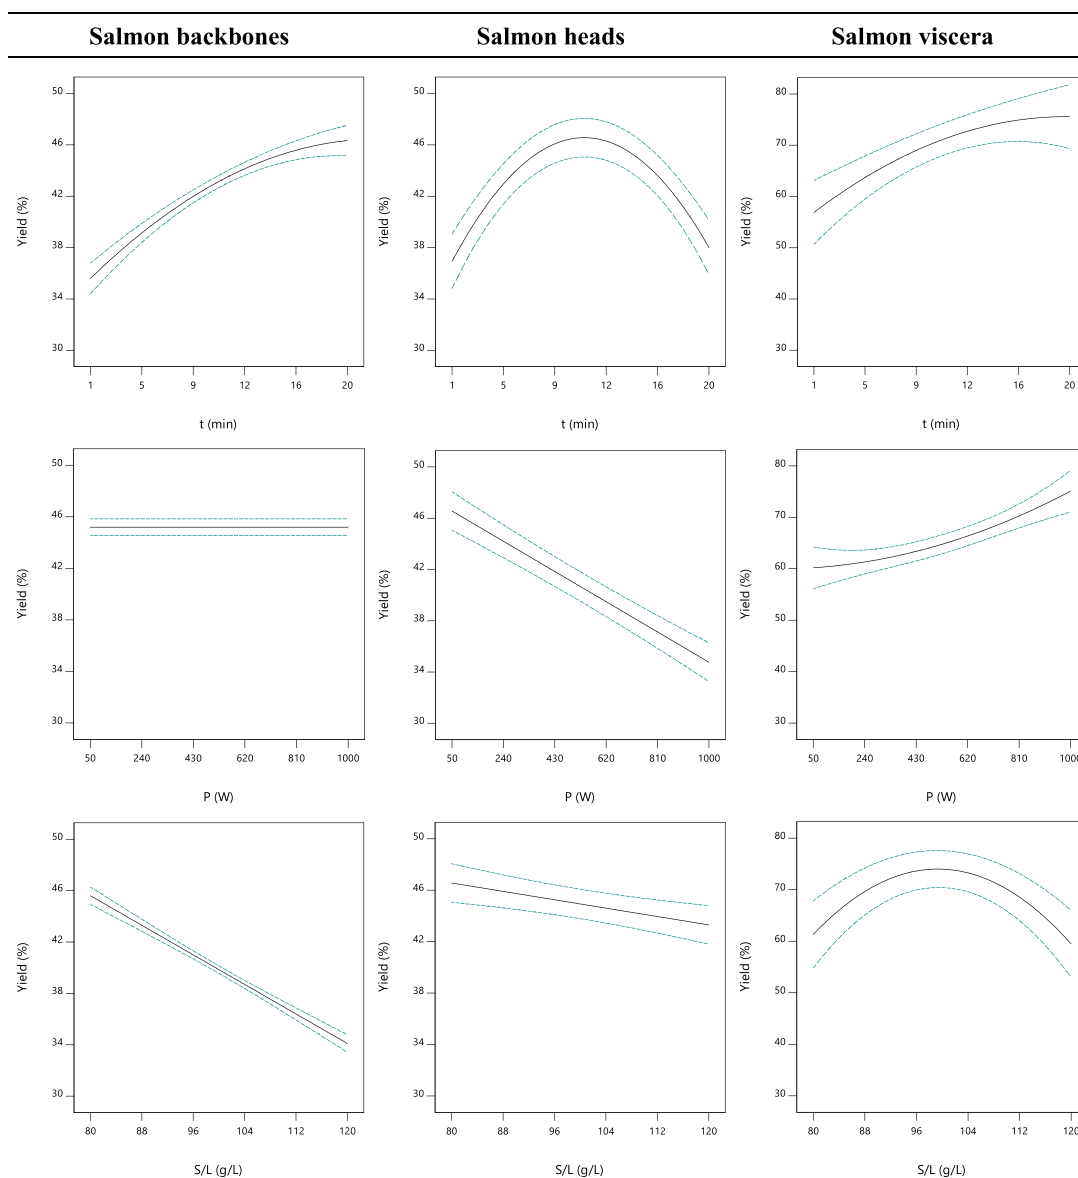 Salmon backbones Salmon heads Salmon viscera
50 46 42 38 34 30
Yield (%)
1 5 9 12 16 20
t (min)
50 46 42 38 34 30
Yield (%)
1 5 9 12 16 20
t (min)
80 70 60 50 40 30
Yield (%)
1 5 9 12 16 20
t (min)
50 46 42 38 34 30
Yield (%)
50 240 430 620 810 1000
P (W)
50 46 42 38 34 30
Yield (%)
50 240 430 620 810 1000
P (W)
80 70 60 50 40 30
Yield (%)
50 240 430 620 810 1000
P (W)
50 46 42 38 34 30
Yield (%)
80 88 96 104 112 120
S/L (g/L)
50 46 42 38 34 30
Yield (%)
80 88 96 104 112 120
S/L (g/L)
80 70 60 50 40 30
Yield (%)
80 88 96 104 112 120
S/L (g/L)